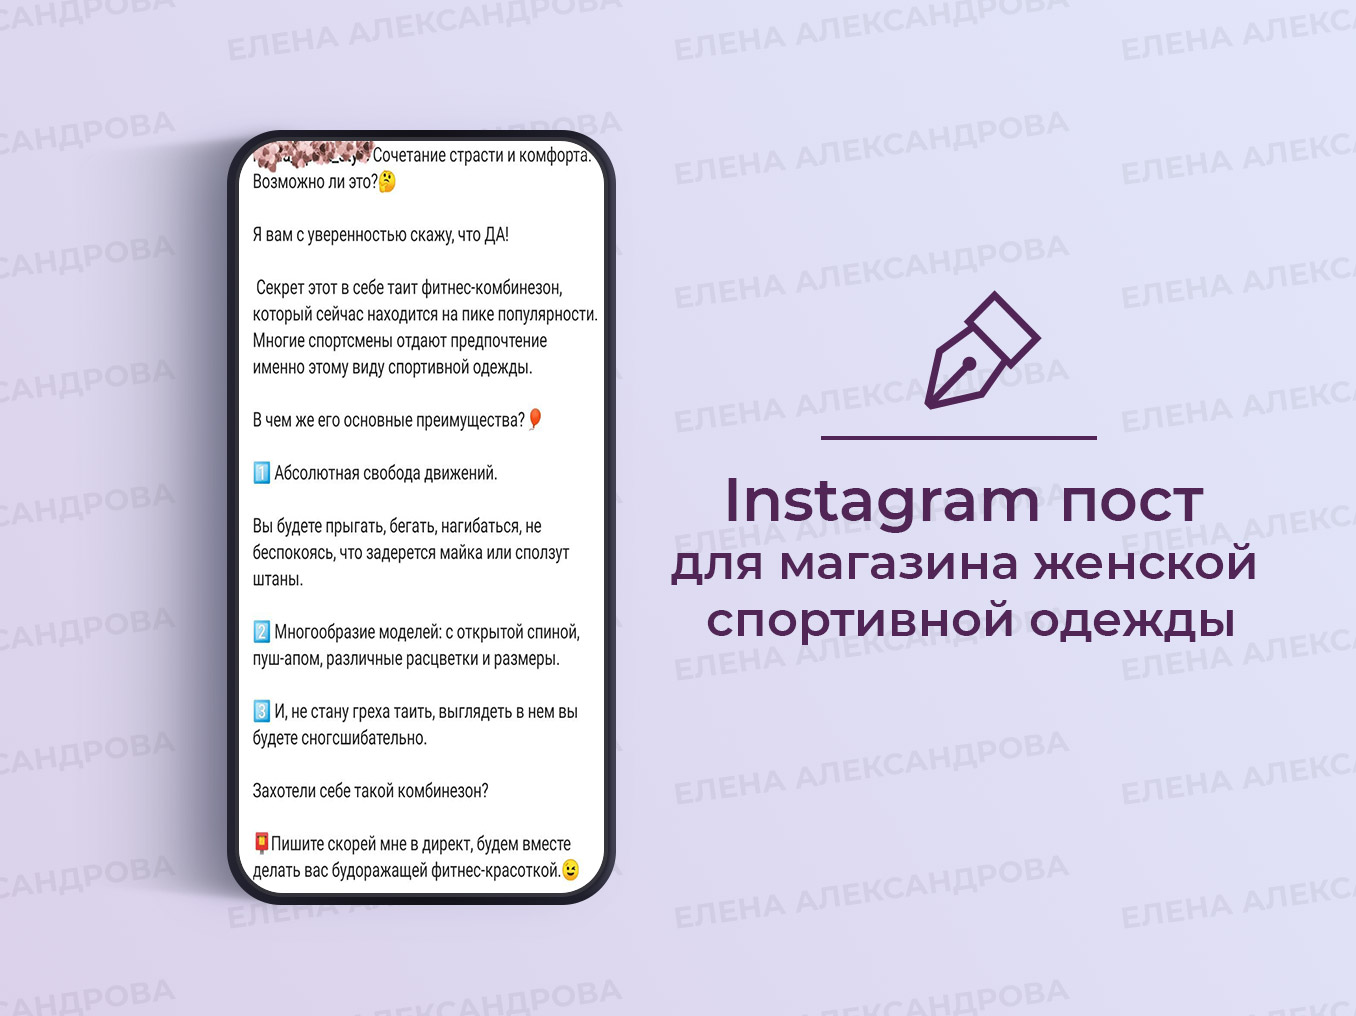 Сочетание страсти и комфорта.
Возможно ли это?🤔
Я вам с уверенностью скажу, что ДА!
Секрет этот в себе таит фитнес-комбинезон,
который сейчас находится на пике популярности.
Многие спортсмены отдают предпочтение
именно этому виду спортивной одежды.
В чем же его основные преимущества?🎈
1️⃣ Абсолютная свобода движений.
Вы будете прыгать, бегать, нагибаться, не
беспокоясь, что задерется майка или сползут
штаны.
2️⃣ Многообразие моделей: с открытой спиной,
пуш-апом, различные расцветки и размеры.
3️⃣ И, не стану греха таить, выглядеть в нем вы
будете сногсшибательно.
Захотели себе такой комбинезон?
📮Пишите скорей мне в директ, будем вместе
делать вас будоражащей фитнес-красоткой.😉
Instagram пост
для магазина женской
спортивной одежды
ЕЛЕНА АЛЕКСАНДРОВА